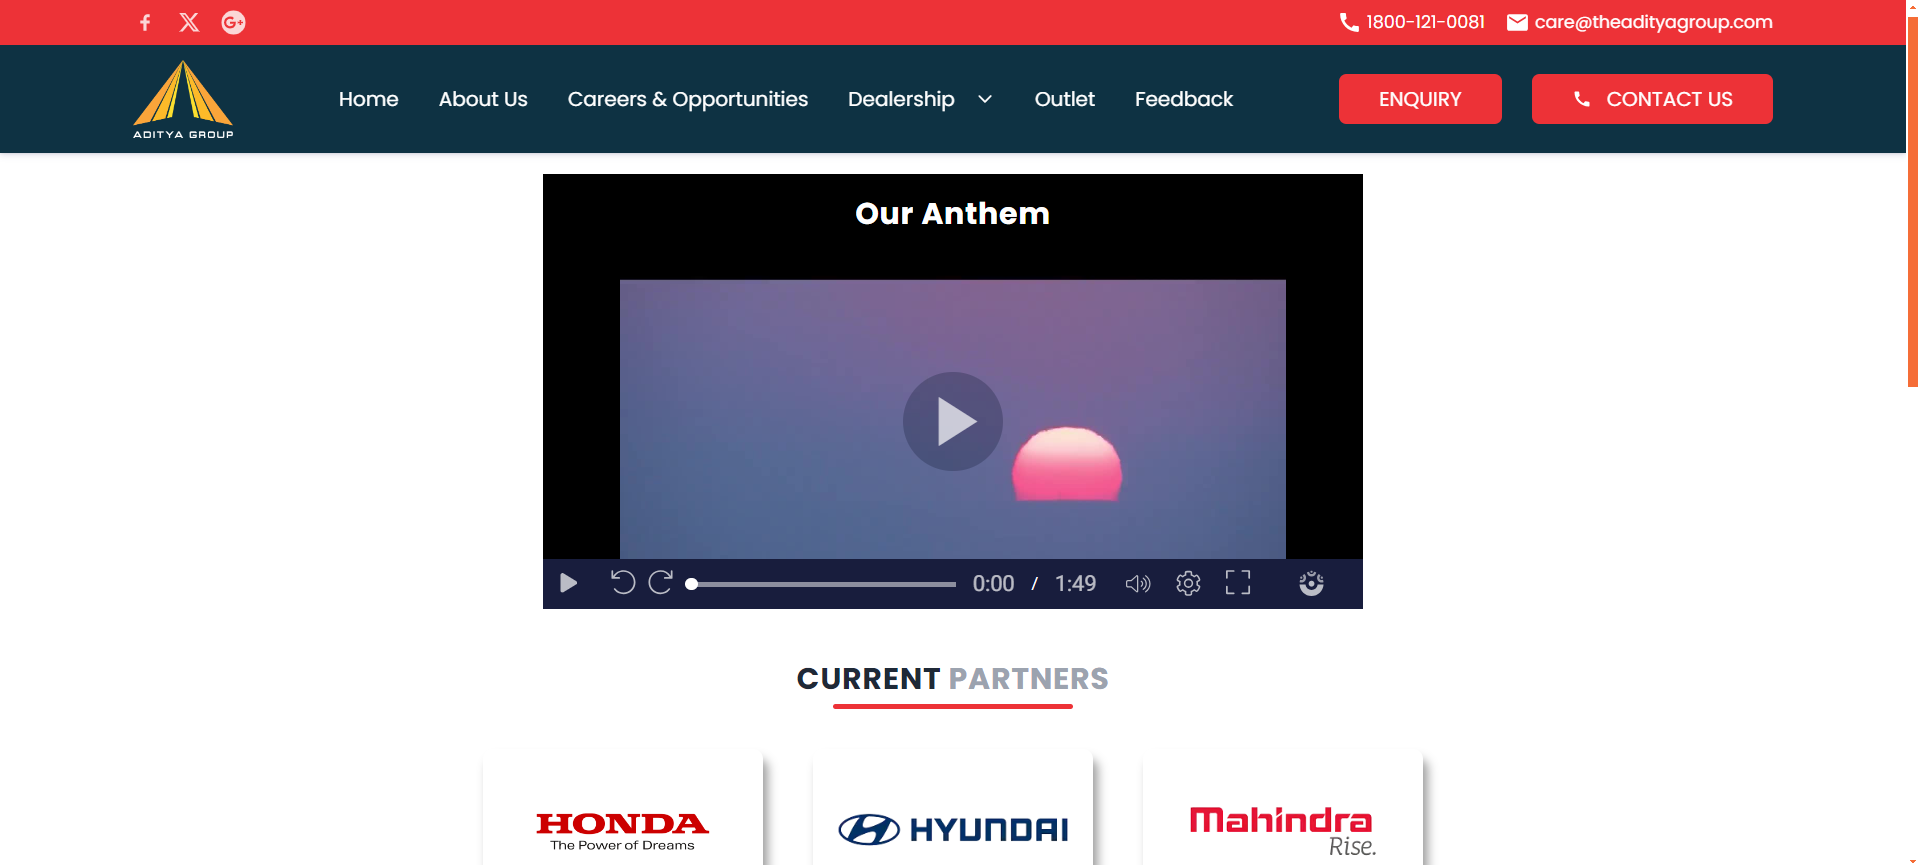 1800-121-0081 care@theadityagroup.com
ADITYA GROUP
Home About Us Careers & Opportunities Dealership Outlet Feedback ENQUIRY CONTACT US
Our Anthem
0:00 / 1:49
CURRENT PARTNERS
HONDA
The Power of Dreams
HYUNDAI
Mahindra
Rise.